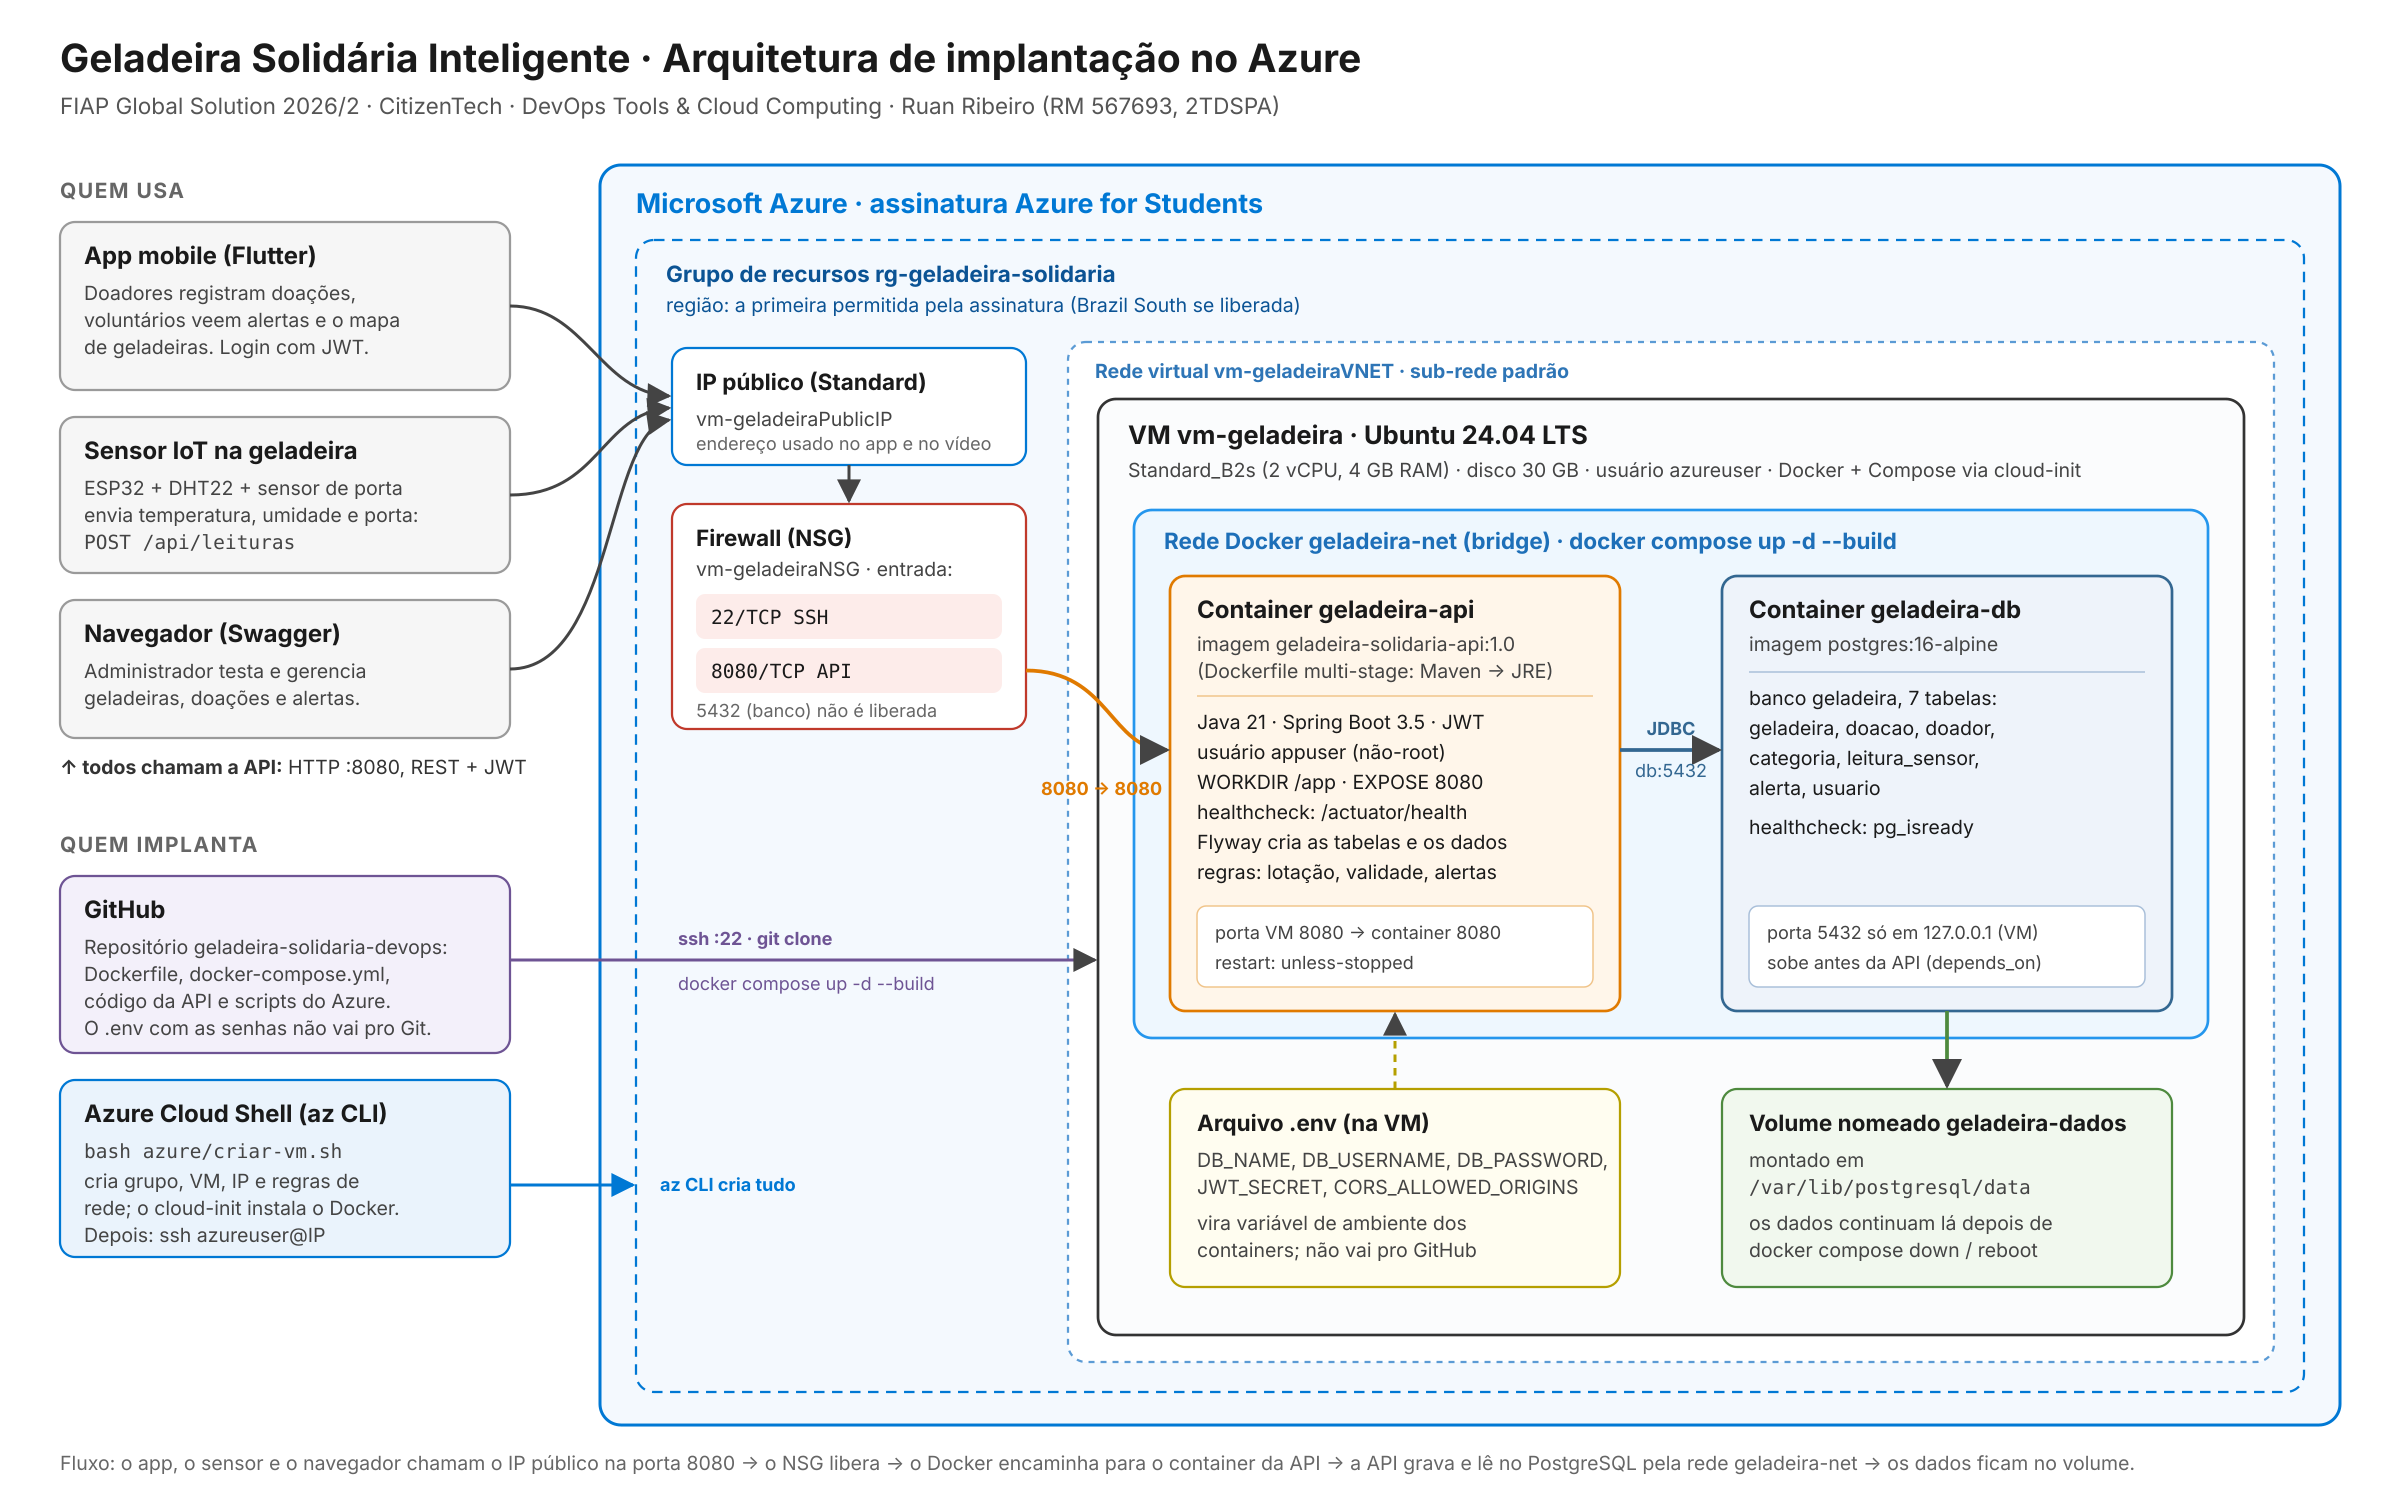 Geladeira Solidária Inteligente · Arquitetura de implantação no Azure
FIAP Global Solution 2026/2 · CitizenTech · DevOps Tools & Cloud Computing · Ruan Ribeiro (RM 567693, 2TDSPA)
QUEM USA
App mobile (Flutter)
Doadores registram doações,
voluntários veem alertas e o mapa
de geladeiras. Login com JWT.
Sensor IoT na geladeira
ESP32 + DHT22 + sensor de porta
envia temperatura, umidade e porta:
POST /api/leituras
Navegador (Swagger)
Administrador testa e gerencia
geladeiras, doações e alertas.
↑ todos chamam a API: HTTP :8080, REST + JWT
QUEM IMPLANTA
GitHub
Repositório geladeira-solidaria-devops:
Dockerfile, docker-compose.yml,
código da API e scripts do Azure.
O .env com as senhas não vai pro Git.
Azure Cloud Shell (az CLI)
bash azure/criar-vm.sh
cria grupo, VM, IP e regras de
rede; o cloud-init instala o Docker.
Depois: ssh azureuser@IP
Microsoft Azure · assinatura Azure for Students
Grupo de recursos rg-geladeira-solidaria
região: a primeira permitida pela assinatura (Brazil South se liberada)
IP público (Standard)
vm-geladeiraPublicIP
endereço usado no app e no vídeo
Firewall (NSG)
vm-geladeiraNSG · entrada:
22/TCP SSH
8080/TCP API
5432 (banco) não é liberada
8080 → 8080
ssh :22 · git clone
docker compose up -d --build
az CLI cria tudo
Rede virtual vm-geladeiraVNET · sub-rede padrão
VM vm-geladeira · Ubuntu 24.04 LTS
Standard_B2s (2 vCPU, 4 GB RAM) · disco 30 GB · usuário azureuser · Docker + Compose via cloud-init
Rede Docker geladeira-net (bridge) · docker compose up -d --build
Container geladeira-api
imagem geladeira-solidaria-api:1.0
(Dockerfile multi-stage: Maven → JRE)
Java 21 · Spring Boot 3.5 · JWT
usuário appuser (não-root)
WORKDIR /app · EXPOSE 8080
healthcheck: /actuator/health
Flyway cria as tabelas e os dados
regras: lotação, validade, alertas
porta VM 8080 → container 8080
restart: unless-stopped
JDBC
db:5432
Container geladeira-db
imagem postgres:16-alpine
banco geladeira, 7 tabelas:
geladeira, doacao, doador,
categoria, leitura_sensor,
alerta, usuario
healthcheck: pg_isready
porta 5432 só em 127.0.0.1 (VM)
sobe antes da API (depends_on)
Arquivo .env (na VM)
DB_NAME, DB_USERNAME, DB_PASSWORD,
JWT_SECRET, CORS_ALLOWED_ORIGINS
vira variável de ambiente dos
containers; não vai pro GitHub
Volume nomeado geladeira-dados
montado em
/var/lib/postgresql/data
os dados continuam lá depois de
docker compose down / reboot
Fluxo: o app, o sensor e o navegador chamam o IP público na porta 8080 → o NSG libera → o Docker encaminha para o container da API → a API grava e lê no PostgreSQL pela rede geladeira-net → os dados ficam no volume.